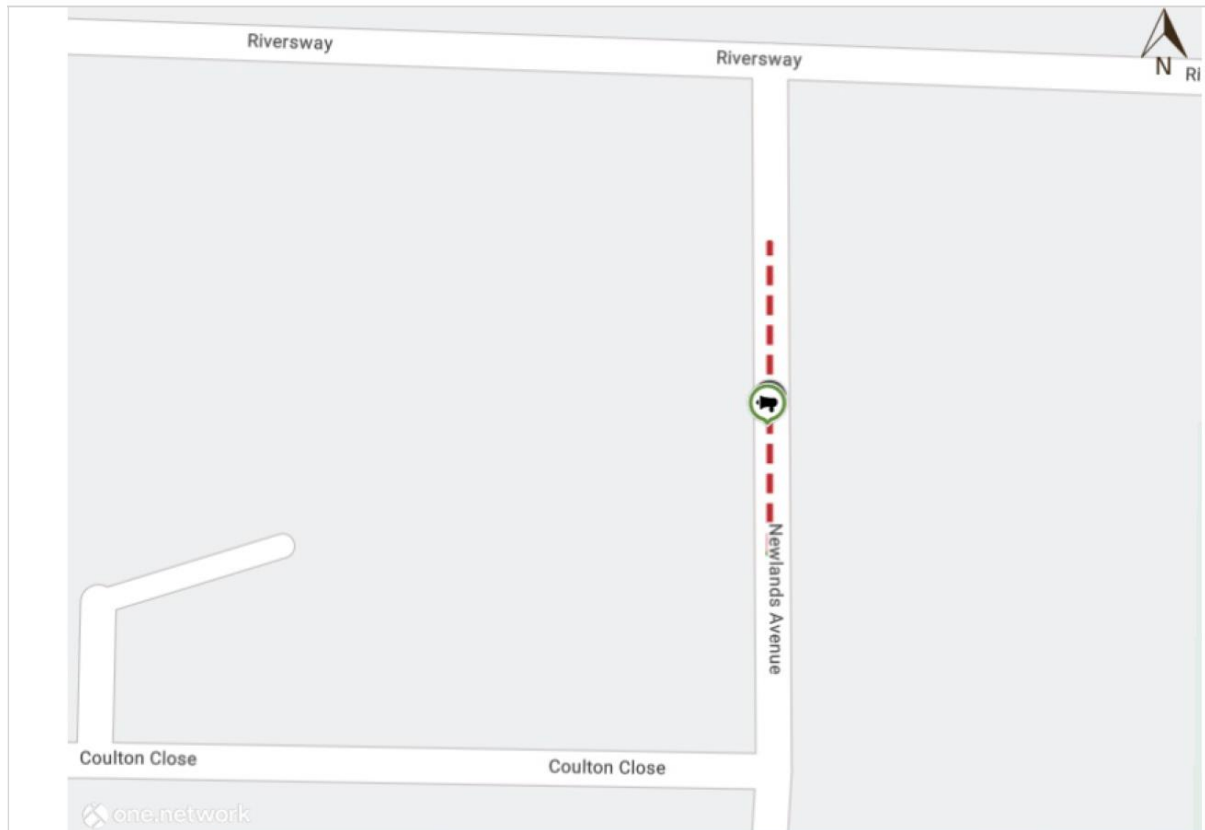 Riversway
Riversway
N
Ri
Newlands Avenue
Coulton Close
Coulton Close
one.network